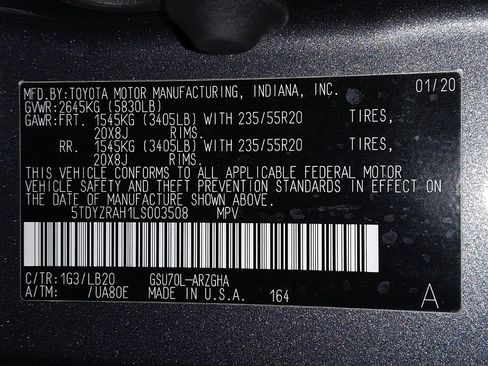 MFD.BY:TOYOTA MOTOR MANUFACTURING, INDIANA, INC. 01/20
GVWR:2645KG (5830LB)
GAWR:FRT. 1545KG (3405LB) WITH 235/55R20 TIRES,
20X8J RIMS.
RR. 1545KG (3405LB) WITH 235/55R20 TIRES,
20X8J RIMS.
THIS VEHICLE CONFORMS TO ALL APPLICABLE FEDERAL MOTOR
VEHICLE SAFETY AND THEFT PREVENTION STANDARDS IN EFFECT
ON THE DATE OF MANUFACTURE SHOWN ABOVE.
5TDYZRAH1LS003508 MPV
C/TR: 1G3/LB20 GSU70L-ARZGHA
A/TM: /UA80E MADE IN U.S.A. 164 A